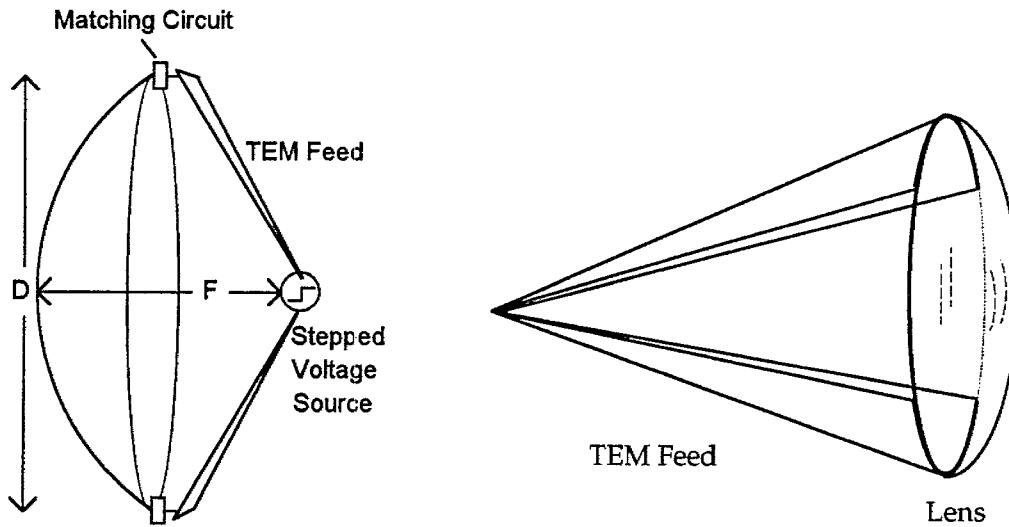 Matching Circuit
TEM Feed
D
F
Stepped
Voltage
Source
TEM Feed
Lens